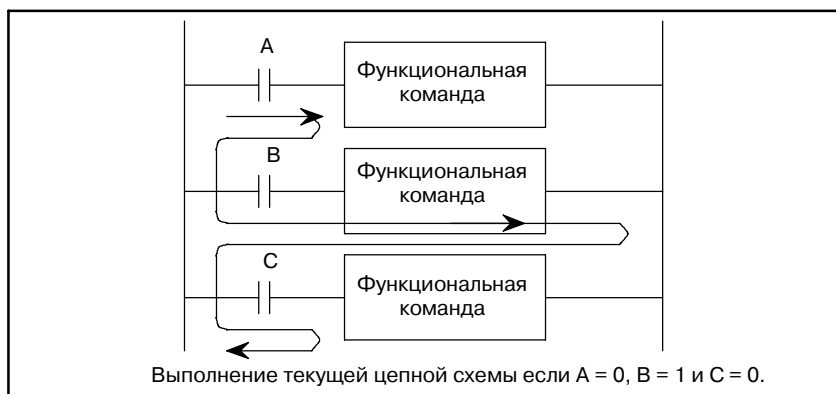 A
Функциональная
команда
B
Функциональная
команда
C
Функциональная
команда
Выполнение текущей цепной схемы если A = 0, B = 1 и C = 0.